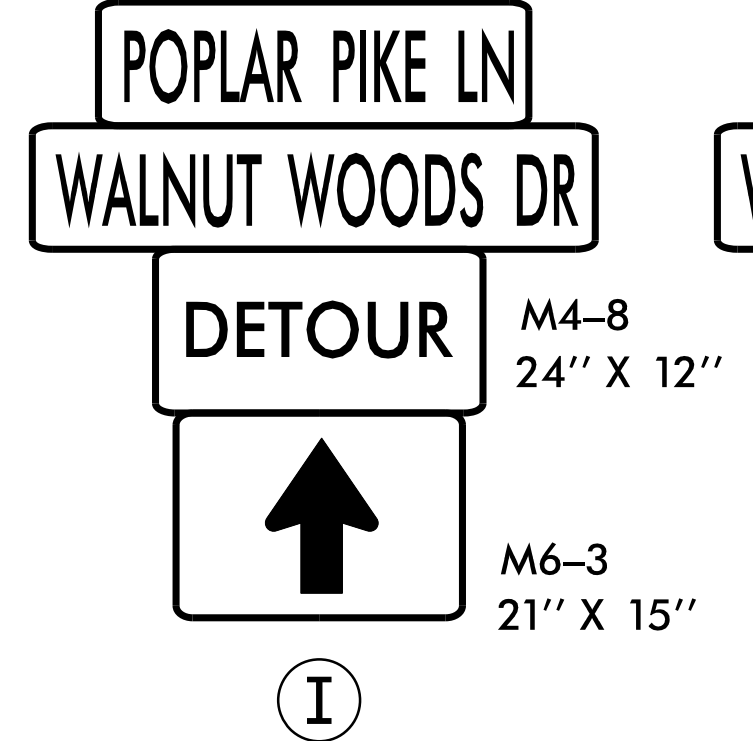 POPLAR PIKE LN
WALNUT WOODS DR
DETOUR
M4–8
24’’ X 12’’
M6–3
21’’ X 15’’
I